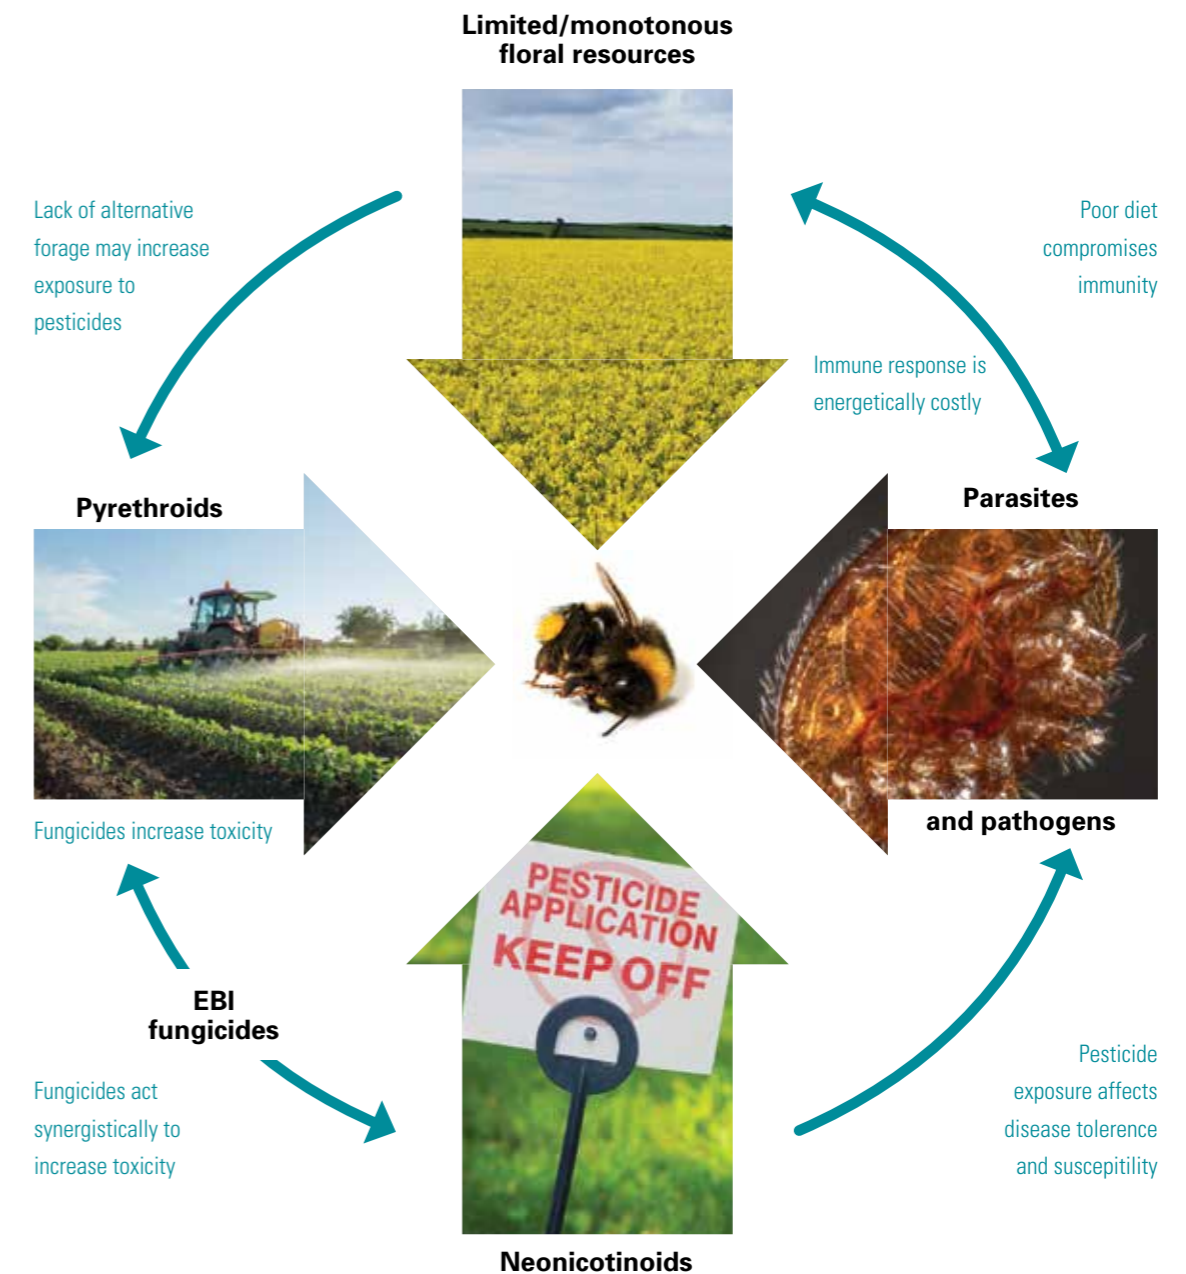 Limited/monotonous
floral resources
Lack of alternative
forage may increase
exposure to
pesticides
Poor diet
compromises
immunity
Immune response is
energetically costly
Pyrethroids
Parasites
and pathogens
Fungicides increase toxicity
PESTICIDE
APPLICATION
KEEP OFF
EBI
fungicides
Fungicides act
synergistically to
increase toxicity
Pesticide
exposure affects
disease tolerence
and suscepitility
Neonicotinoids